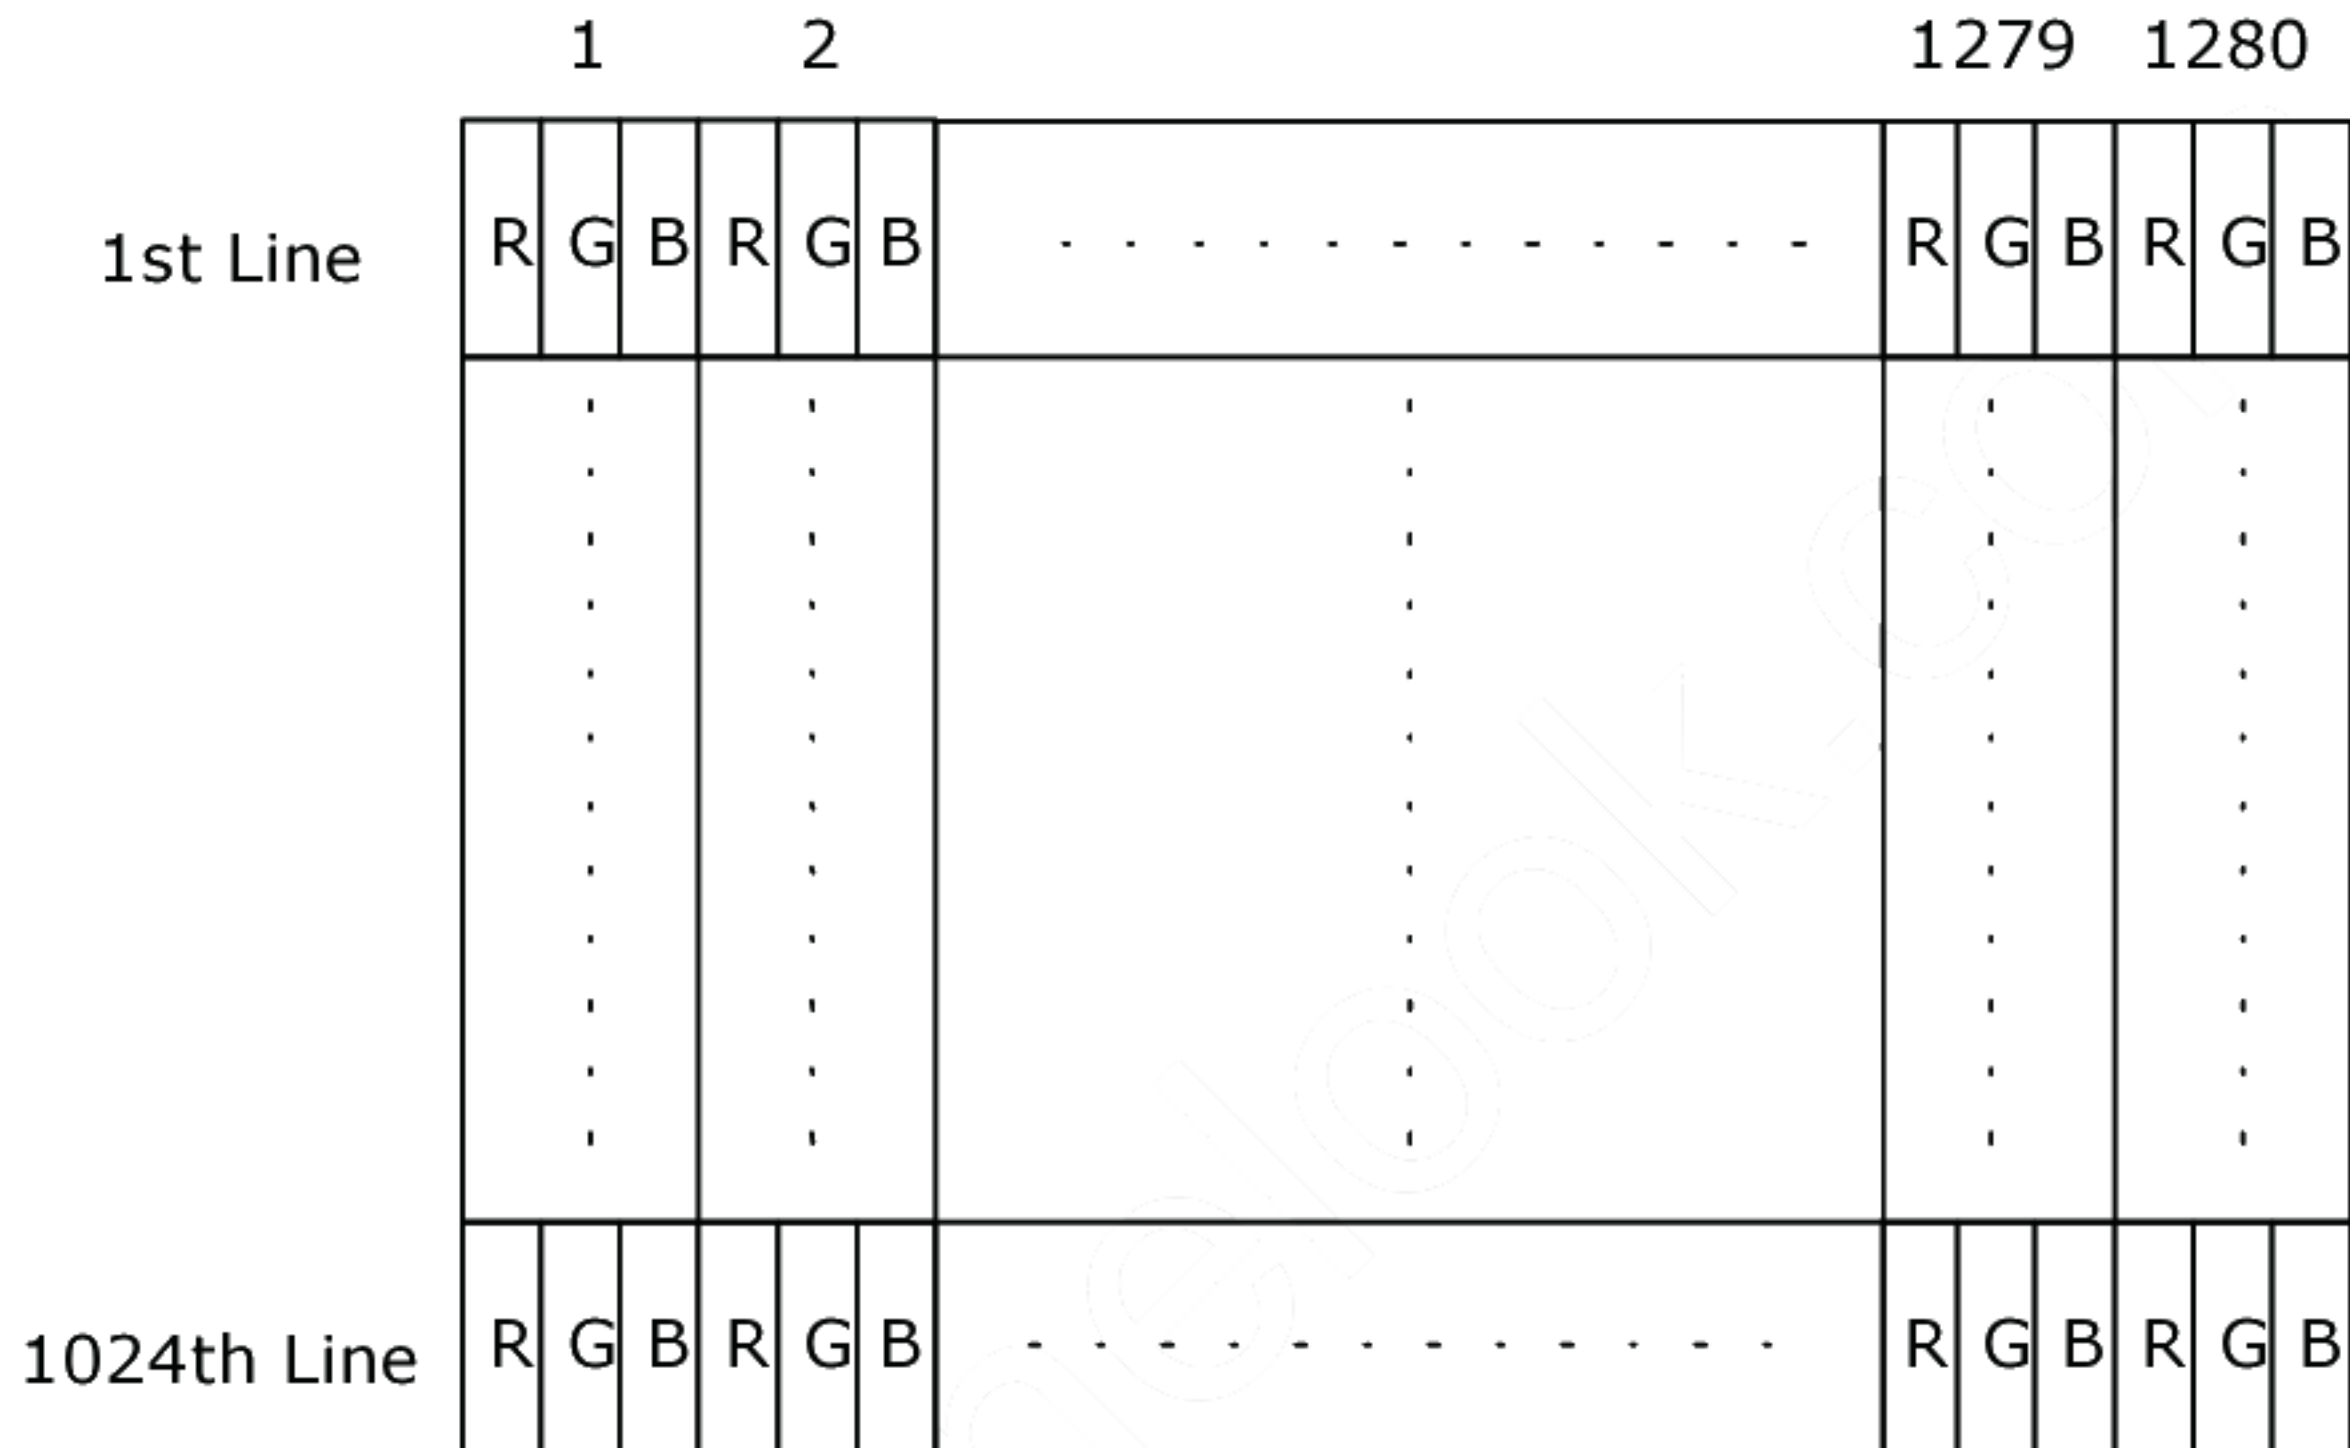 1 2 1279 1280
1st Line R G B R G B - - - - - - - - - - - - R G B R G B
1024th Line R G B R G B - - - - - - - - - - - - R G B R G B